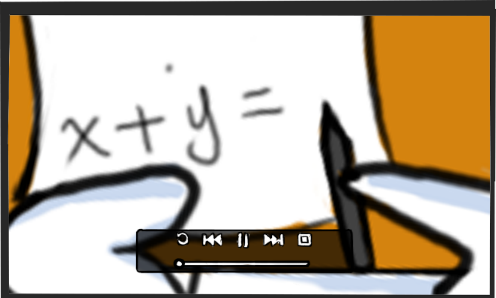 x + y =